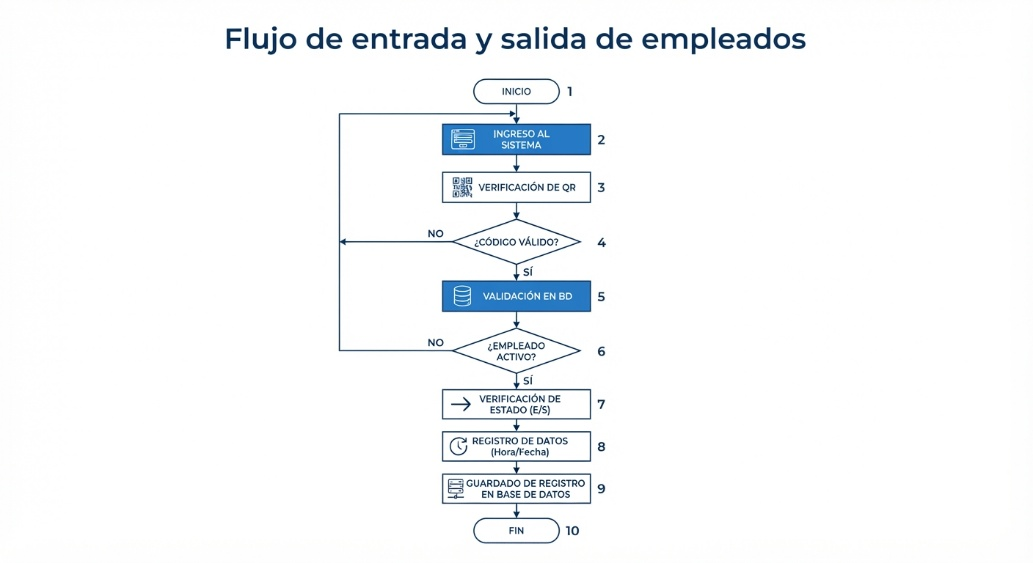 Flujo de entrada y salida de empleados
INICIO 1
INGRESO AL
SISTEMA 2
VERIFICACIÓN DE QR 3
NO ¿CÓDIGO VÁLIDO? 4
SÍ
VALIDACIÓN EN BD 5
NO ¿EMPLEADO
ACTIVO? 6
SÍ
VERIFICACIÓN DE
ESTADO (E/S) 7
REGISTRO DE DATOS
(Hora/Fecha) 8
GUARDADO DE REGISTRO
EN BASE DE DATOS 9
FIN 10